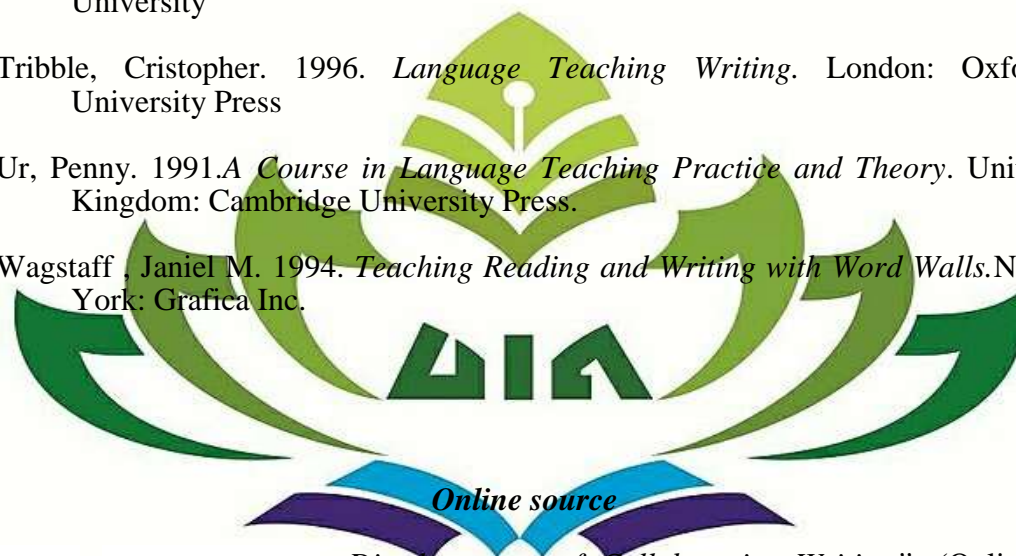 University
Tribble, Cristopher. 1996. Language Teaching Writing. London: Oxfo
University Press
Ur, Penny. 1991.A Course in Language Teaching Practice and Theory. Unit
Kingdom: Cambridge University Press.
Wagstaff , Janiel M. 1994. Teaching Reading and Writing with Word Walls.N
York: Grafica Inc.
UIN
Online source